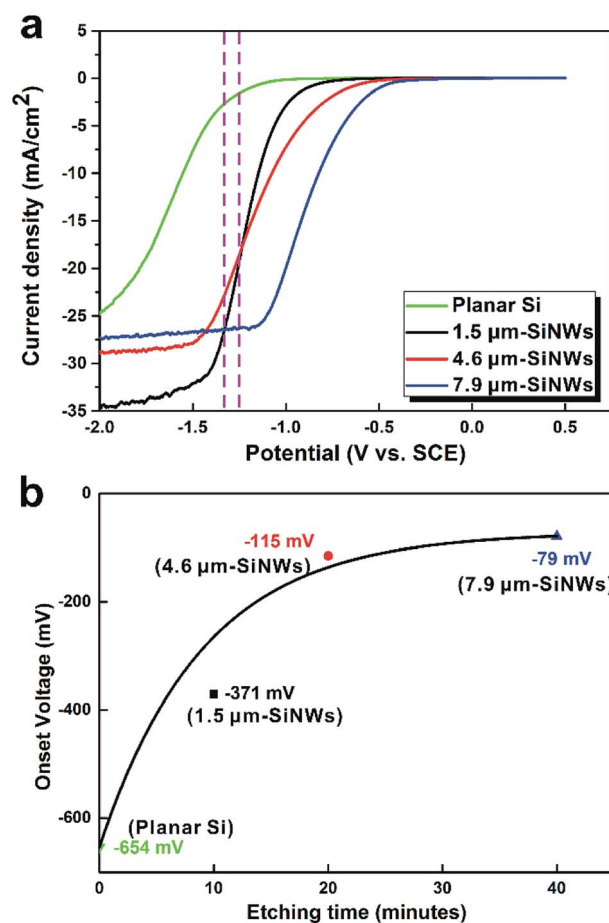 a
5
0
-5
-10
-15
-20
-25
-30
-35
Current density (mA/cm²)
Planar Si
1.5 µm-SiNWs
4.6 µm-SiNWs
7.9 µm-SiNWs
-2.0 -1.5 -1.0 -0.5 0.0 0.5
Potential (V vs. SCE)
b
0
-200
-400
-600
Onset Voltage (mV)
-115 mV
(4.6 µm-SiNWs)
-79 mV
(7.9 µm-SiNWs)
-371 mV
(1.5 µm-SiNWs)
(Planar Si)
-654 mV
0 10 20 30 40
Etching time (minutes)